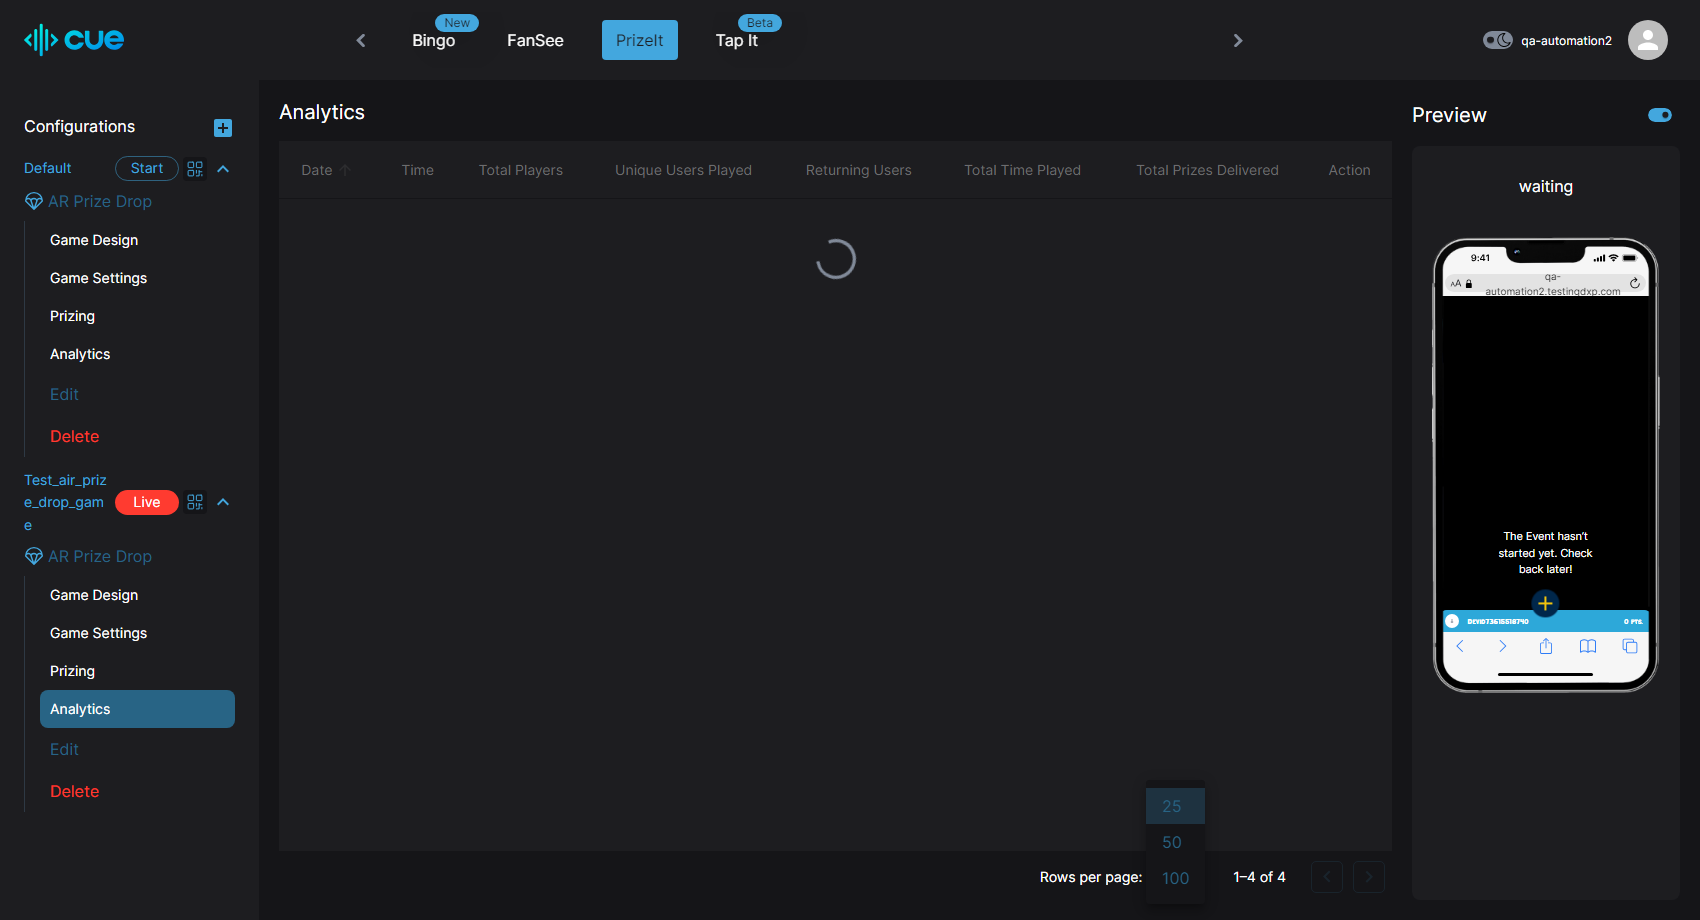 cue
New
Bingo
FanSee
PrizeIt
Beta
Tap It
qa-automation2
Configurations
Default
Start
AR Prize Drop
Game Design
Game Settings
Prizing
Analytics
Edit
Delete
Test_air_priz
e_drop_gam
e
Live
AR Prize Drop
Game Design
Game Settings
Prizing
Analytics
Edit
Delete
Analytics
Date
Time
Total Players
Unique Users Played
Returning Users
Total Time Played
Total Prizes Delivered
Action
25
50
100
Rows per page:
1–4 of 4
Preview
waiting
9:41
AA
qa-
automation2.testingdxp.com
The Event hasn't
started yet. Check
back later!
0 PTS.